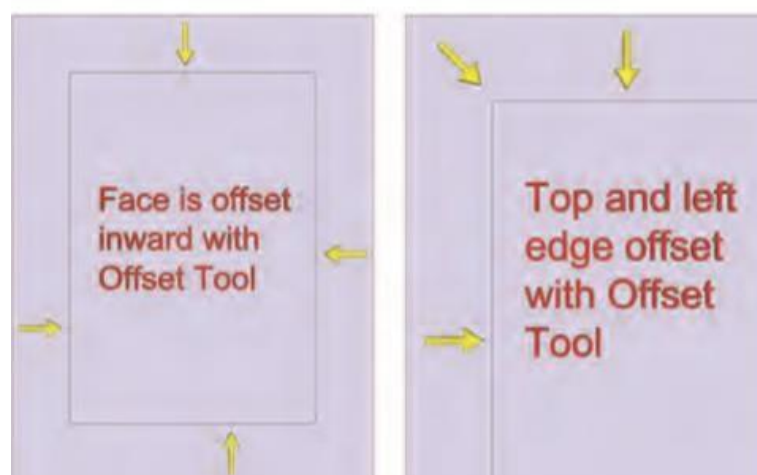 Face is offset
inward with
Offset Tool
Top and left
edge offset
with Offset
Tool